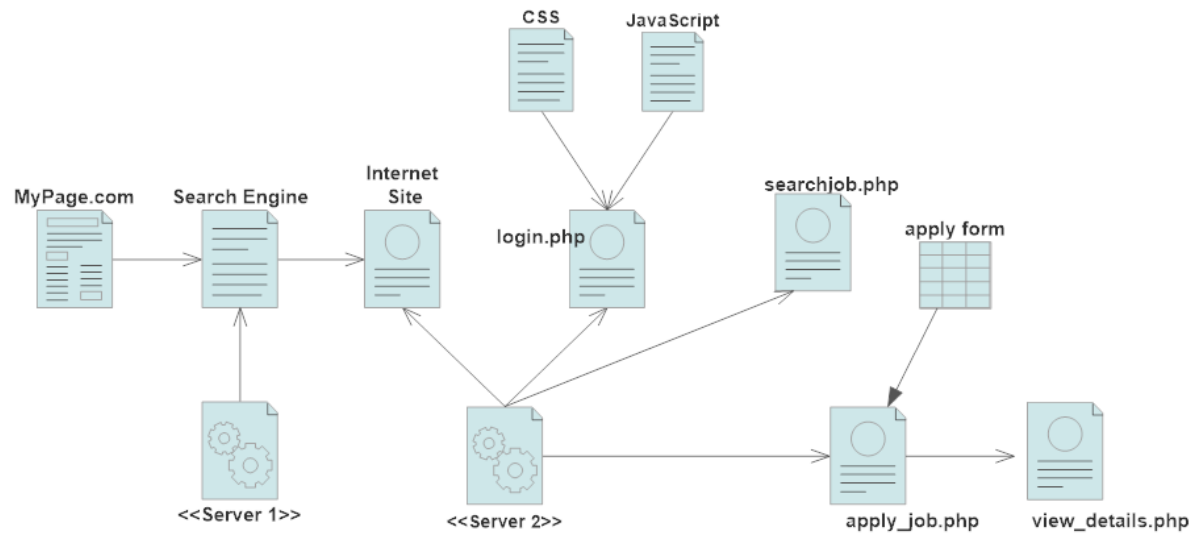 CSS
JavaScript
MyPage.com
Search Engine
Internet
Site
login.php
searchjob.php
apply form
<<Server 1>>
<<Server 2>>
apply_job.php
view_details.php